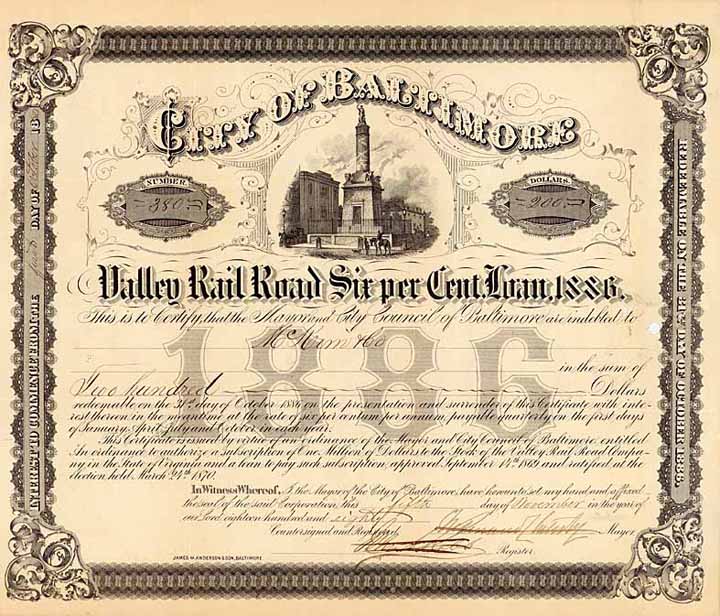 CITY OF BALTIMORE
NUMBER.
380
DOLLARS.
200
Valley Rail Road Six per Cent. Loan, 1886.
This is to Certify, that the Mayor and City Council of Baltimore are indebted to
McKim & Co
in the sum of
Two hundred Dollars
redeemable on the 31st day of October 1886 on the presentation and surrender of this Certificate with inte-
rest thereon in the meantime at the rate of six per centum per annum, payable quarterly on the first days
of January, April, July and October in each year.
This Certificate is issued by virtue of an ordinance of the Mayor and City Council of Baltimore, entitled
An ordinance to authorize a subscription of One Million of Dollars to the Stock of the Valley Rail Road Compa-
ny in the State of Virginia and a loan to pay such subscription, approved September 14th 1869 and ratified at the
election held March 24th 1870.
In Witness Whereof, I the Mayor of the City of Baltimore, have hereunto set my hand and affixed
the seal of the said Corporation, this fifth day of November in the year of
our Lord eighteen hundred and eighty
Countersigned and Registered, Mayor
Register.
JAMES M. ANDERSON & SON, BALTIMORE
INTEREST TO COMMENCE FROM THE first DAY OF October 18
1886